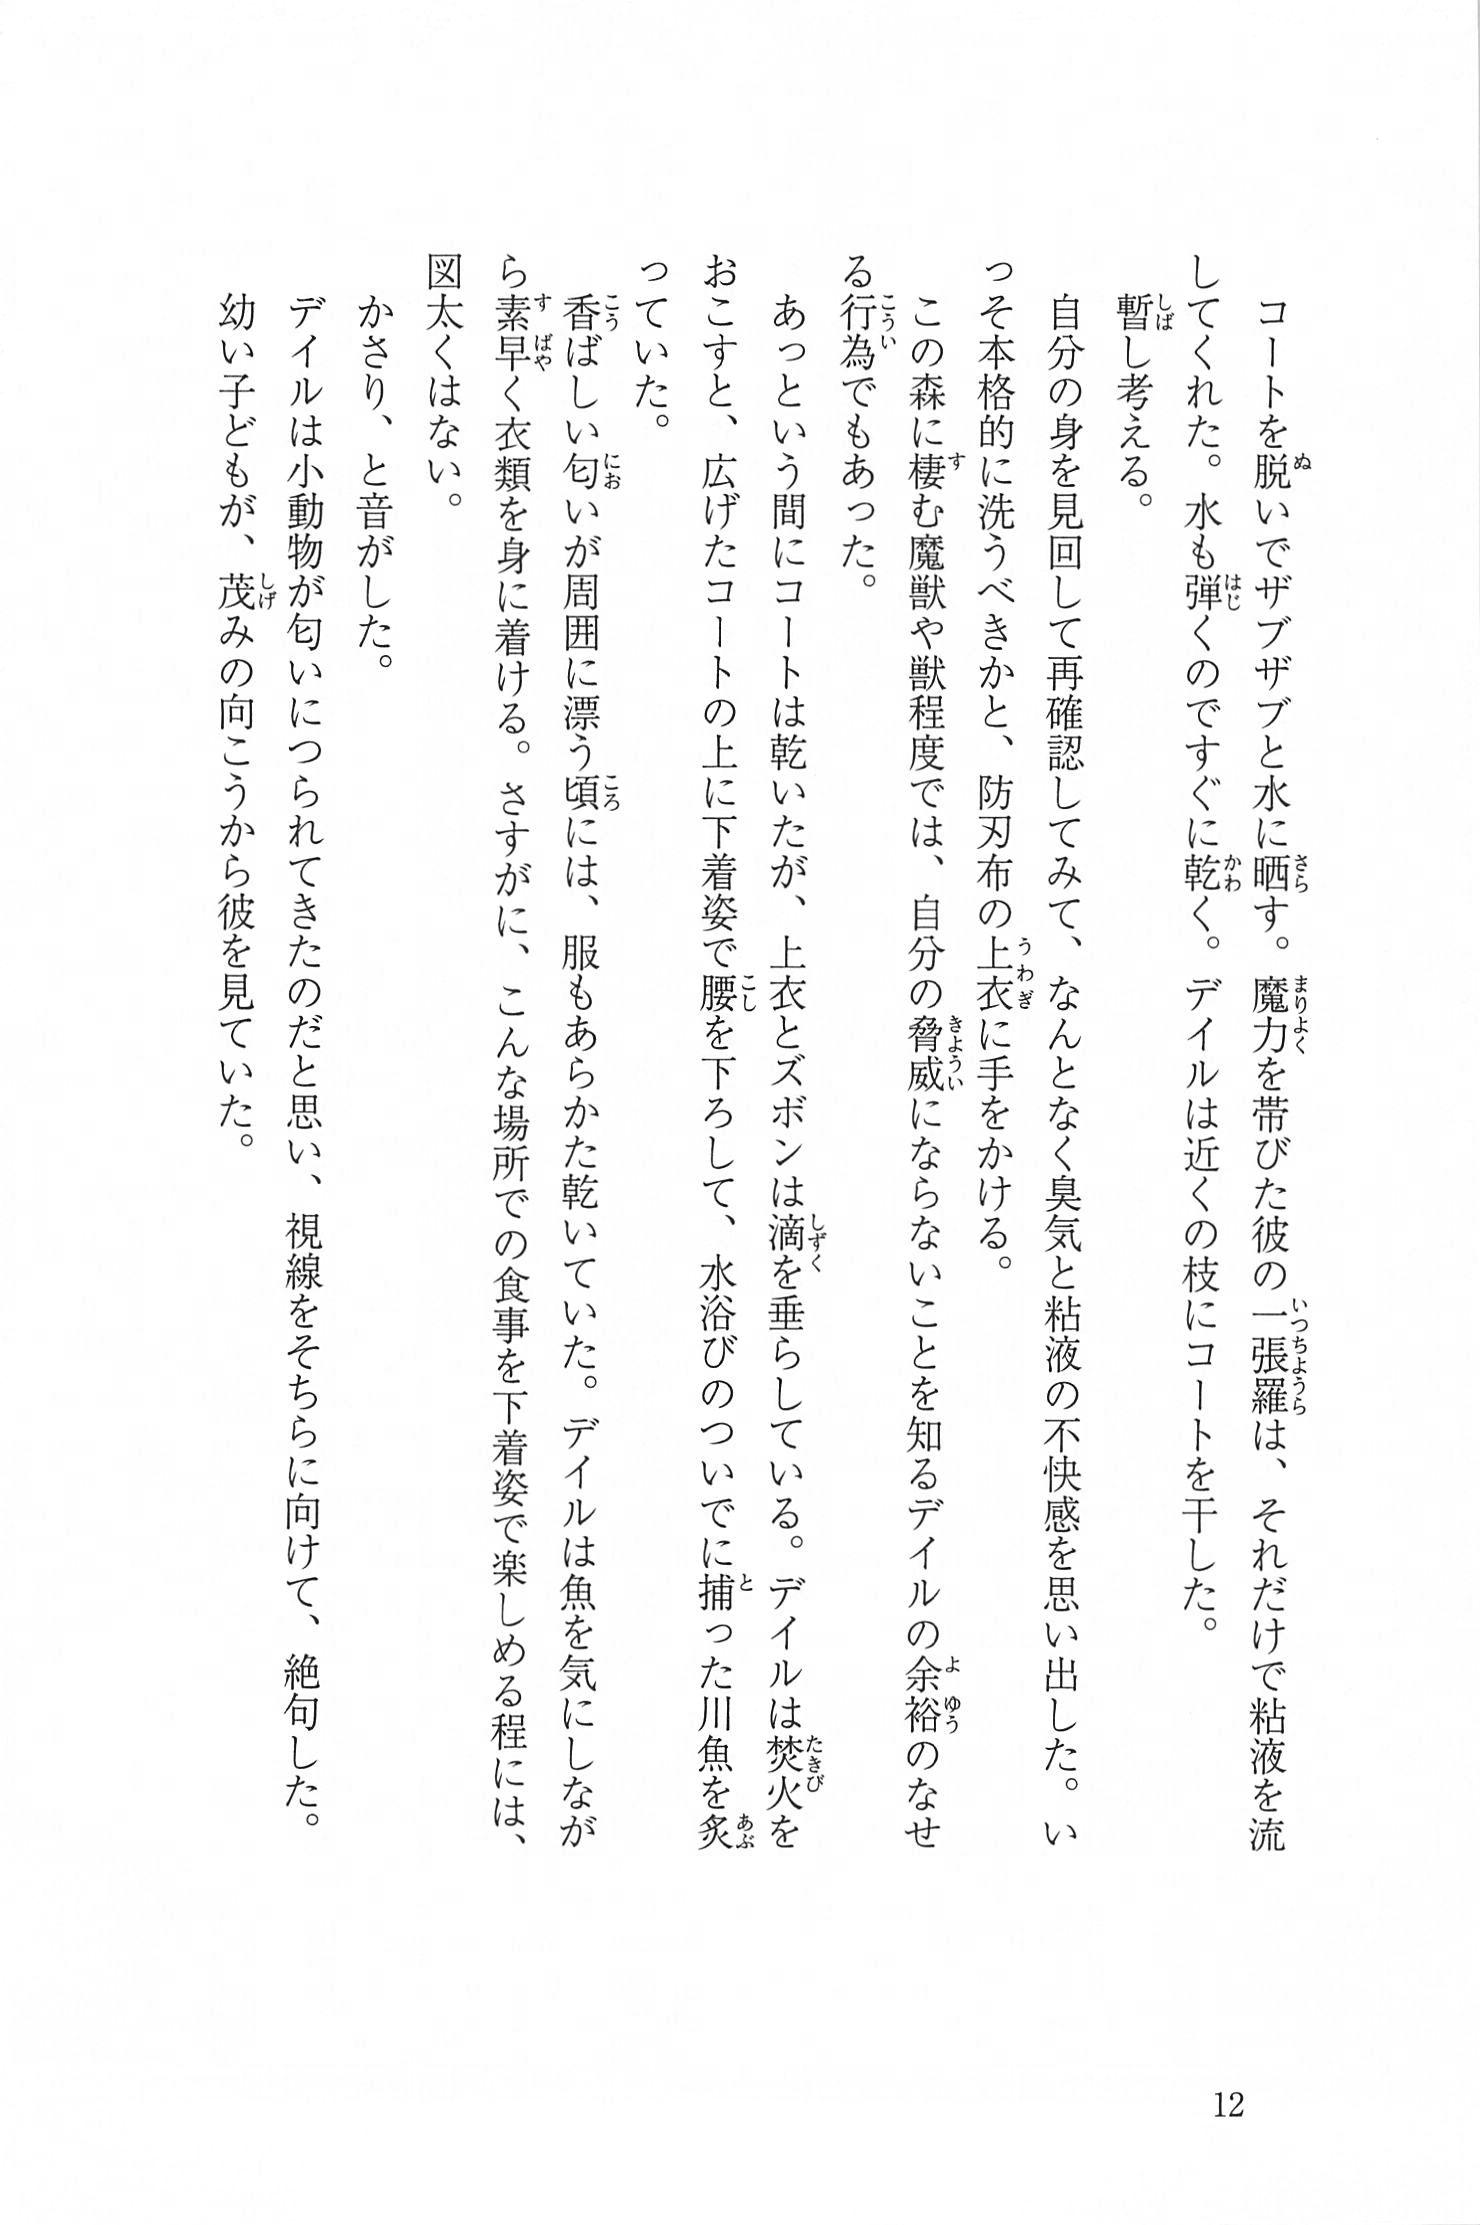 コートを脱いでザブザブと水に晒す。魔力を帯びた彼の一張羅は、それだけで粘液を流
してくれた。水も弾くのですぐに乾く。デイルは近くの枝にコートを干した。
暫し考える。
自分の身を見回して再確認してみて、なんとなく臭気と粘液の不快感を思い出した。い
っそ本格的に洗うべきかと、防刃布の上衣に手をかける。
この森に棲む魔獣や獣程度では、自分の脅威にならないことを知るデイルの余裕のなせ
る行為でもあった。
あっという間にコートは乾いたが、上衣とズボンは滴を垂らしている。デイルは焚火を
おこすと、広げたコートの上に下着姿で腰を下ろして、水浴びのついでに捕った川魚を炙
っていた。
香ばしい匂いが周囲に漂う頃には、服もあらかた乾いていた。デイルは魚を気にしなが
ら素早く衣類を身に着ける。さすがに、こんな場所での食事を下着姿で楽しめる程には、
図太くはない。
かさり、と音がした。
デイルは小動物が匂いにつられてきたのだと思い、視線をそちらに向けて、絶句した。
幼い子どもが、茂みの向こうから彼を見ていた。
12